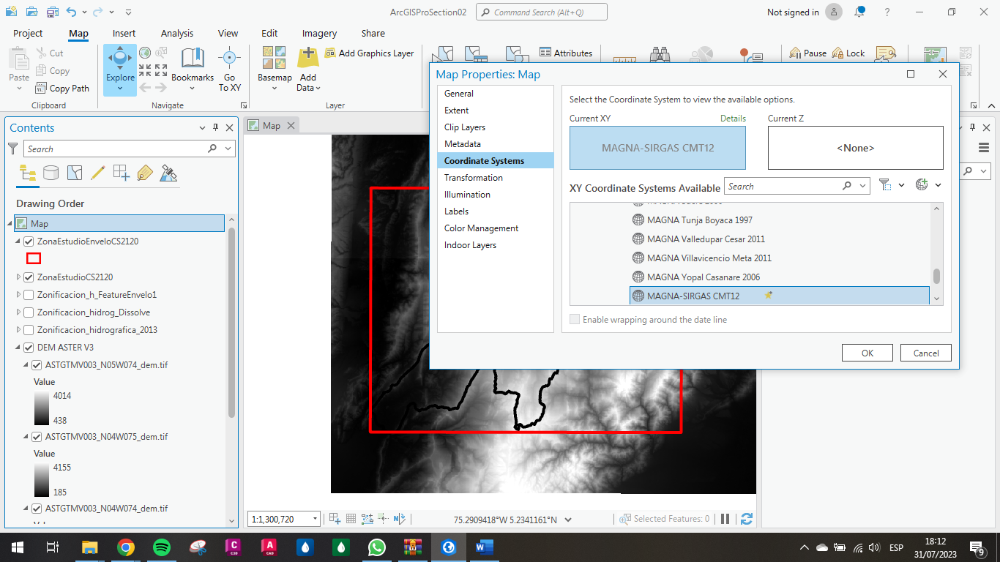 ArcGISProSection02
Command Search (Alt+Q)
Not signed in
?
Project
Map
Insert
Analysis
View
Edit
Imagery
Share
Paste
Cut
Copy
Copy Path
Clipboard
Explore
Bookmarks
Go
To XY
Navigate
Basemap
Add
Data
Add Graphics Layer
Layer
Attributes
Pause
Lock
Contents
Search
Drawing Order
Map
ZonaEstudioEnveloCS2120
ZonaEstudioCS2120
Zonificacion_h_FeatureEnvelo1
Zonificacion_hidrog_Dissolve
Zonificacion_hidrografica_2013
DEM ASTER V3
ASTGTMV003_N05W074_dem.tif
Value
4014
438
ASTGTMV003_N04W075_dem.tif
Value
4155
185
ASTGTMV003_N04W074_dem.tif
Map
1:1,300,720
75.2909418°W 5.2341161°N
Selected Features: 0
Map Properties: Map
General
Extent
Clip Layers
Metadata
Coordinate Systems
Transformation
Illumination
Labels
Color Management
Indoor Layers
Select the Coordinate System to view the available options.
Current XY
Details
Current Z
MAGNA-SIRGAS CMT12
<None>
XY Coordinate Systems Available
Search
MAGNA Tunja Boyaca 1997
MAGNA Valledupar Cesar 2011
MAGNA Villavicencio Meta 2011
MAGNA Yopal Casanare 2006
MAGNA-SIRGAS CMT12
Enable wrapping around the date line
OK
Cancel
C
C3D
A
CAD
W
ESP
18:12
31/07/2023
9